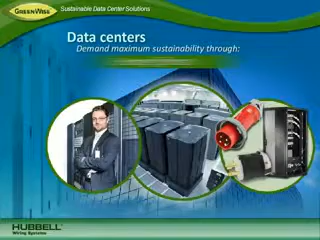 GREENWISE
Sustainable Data Center Solutions
Data centers
Demand maximum sustainability through:
HUBBELL
Wiring Systems